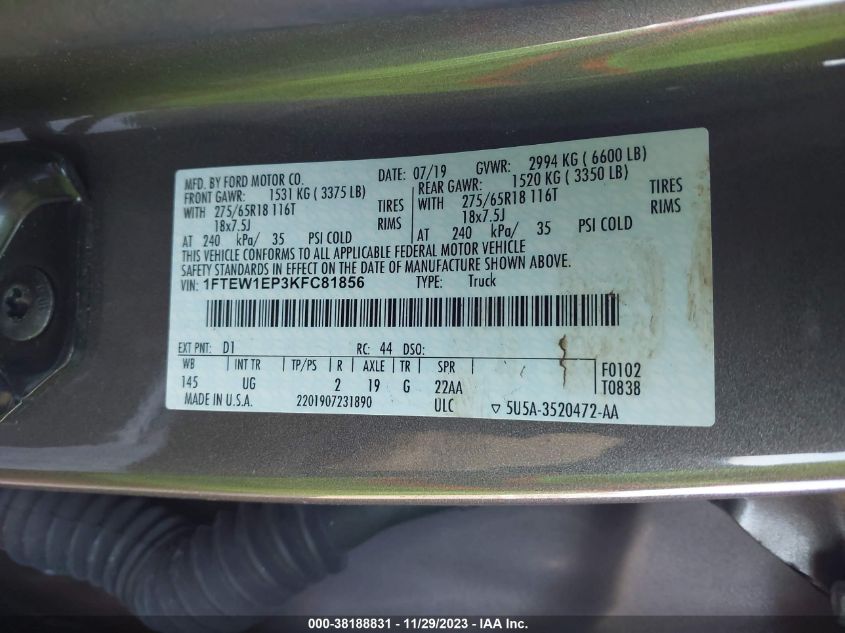 MFD. BY FORD MOTOR CO. DATE: 07/19 GVWR: 2994 KG ( 6600 LB)
FRONT GAWR: 1531 KG ( 3375 LB) REAR GAWR: 1520 KG ( 3350 LB)
WITH 275/65R18 116T TIRES WITH 275/65R18 116T TIRES
18x7.5J RIMS 18x7.5J RIMS
AT 240 kPa/ 35 PSI COLD AT 240 kPa/ 35 PSI COLD
THIS VEHICLE CONFORMS TO ALL APPLICABLE FEDERAL MOTOR VEHICLE
SAFETY STANDARDS IN EFFECT ON THE DATE OF MANUFACTURE SHOWN ABOVE.
VIN: 1FTEW1EP3KFC81856 TYPE: Truck
EXT PNT: D1 RC: 44 DSO:
WB INT TR TP/PS R AXLE TR SPR F0102
145 UG 2 19 G 22AA T0838
MADE IN U.S.A. 2201907231890 ULC ▽ 5U5A-3520472-AA
000-38188831 - 11/29/2023 - IAA Inc.